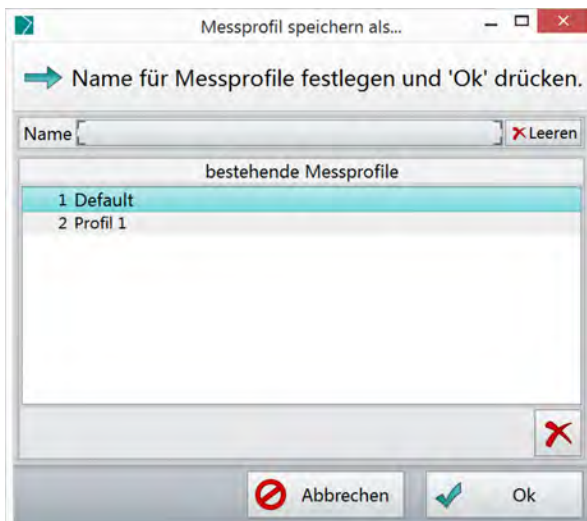 Messprofil speichern als...
Name für Messprofile festlegen und 'Ok' drücken.
Name Leeren
bestehende Messprofile
1 Default
2 Profil 1
Abbrechen Ok